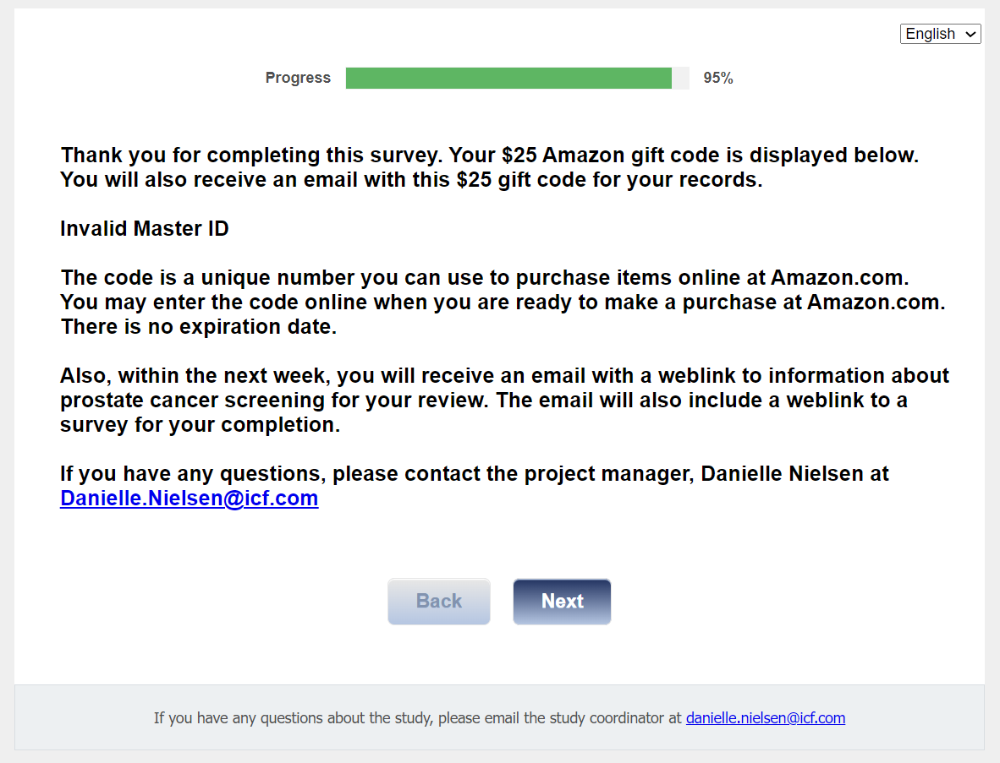 English
Progress 95%
Thank you for completing this survey. Your $25 Amazon gift code is displayed below.
You will also receive an email with this $25 gift code for your records.
Invalid Master ID
The code is a unique number you can use to purchase items online at Amazon.com.
You may enter the code online when you are ready to make a purchase at Amazon.com.
There is no expiration date.
Also, within the next week, you will receive an email with a weblink to information about
prostate cancer screening for your review. The email will also include a weblink to a
survey for your completion.
If you have any questions, please contact the project manager, Danielle Nielsen at
Danielle.Nielsen@icf.com
Back Next
If you have any questions about the study, please email the study coordinator at danielle.nielsen@icf.com